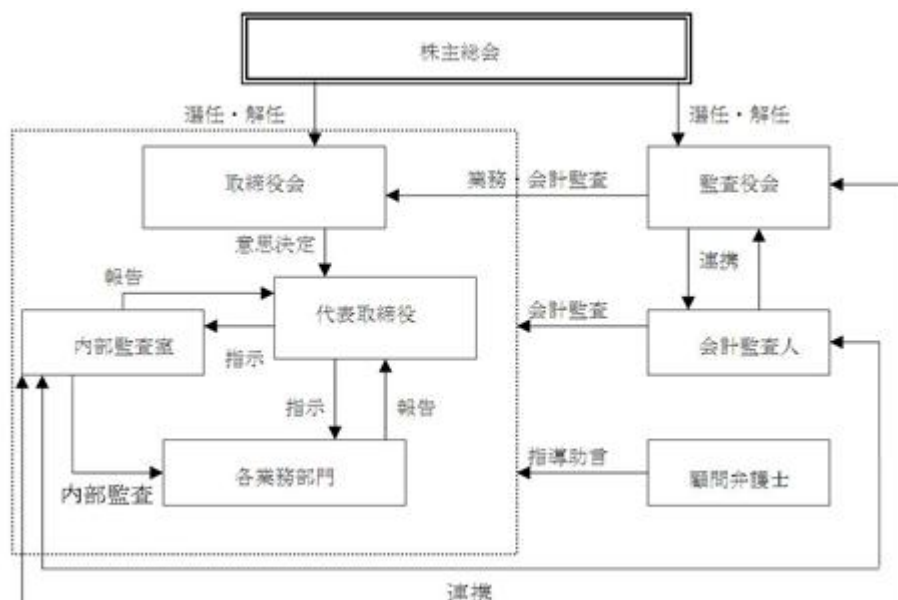 株主総会
選任・解任
選任・解任
取締役会
業務・会計監査
監査役会
意思決定
連携
報告
代表取締役
会計監査
内部監査室
指示
会計監査人
指示
報告
各業務部門
指導助言
顧問弁護士
内部監査
連携